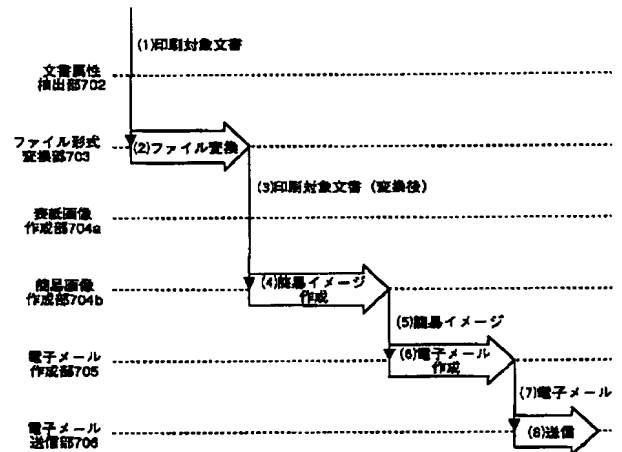 (1)印刷対象文書
文書属性
抽出部702
ファイル形式
変換部703
(2)ファイル変換
(3)印刷対象文書（変換後）
表紙画像
作成部704a
簡易画像
作成部704b
(4)簡易イメージ
作成
(5)簡易イメージ
電子メール
作成部705
(6)電子メール
作成
(7)電子メール
電子メール
送信部706
(8)送信